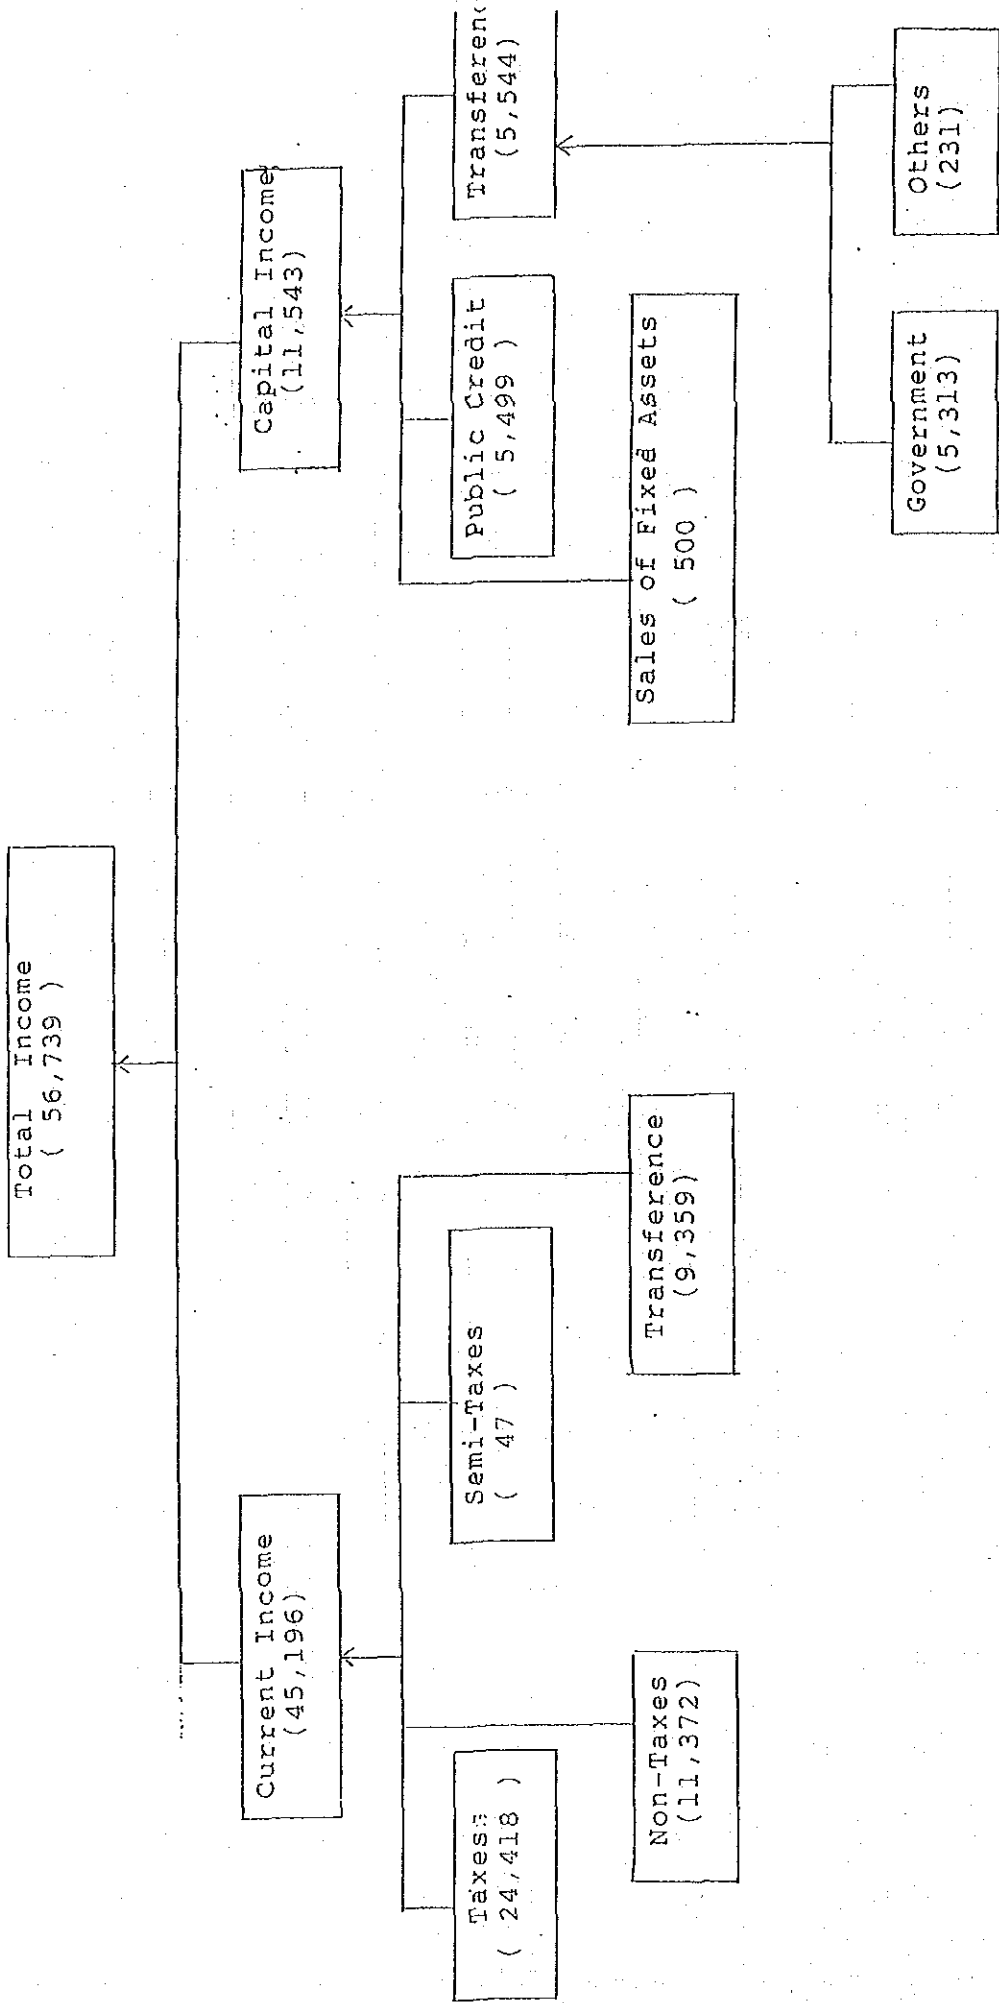 Total Income
( 56,739 )
Current Income
(45,196)
Capital Income
(11,543)
Taxes
( 24,418 )
Semi-Taxes
( 47 )
Public Credit
( 5,499 )
Transferenc
(5,544)
Non-Taxes
(11,372)
Transference
(9,359)
Sales of Fixed Assets
( 500 )
Government
(5,313)
Others
(231)